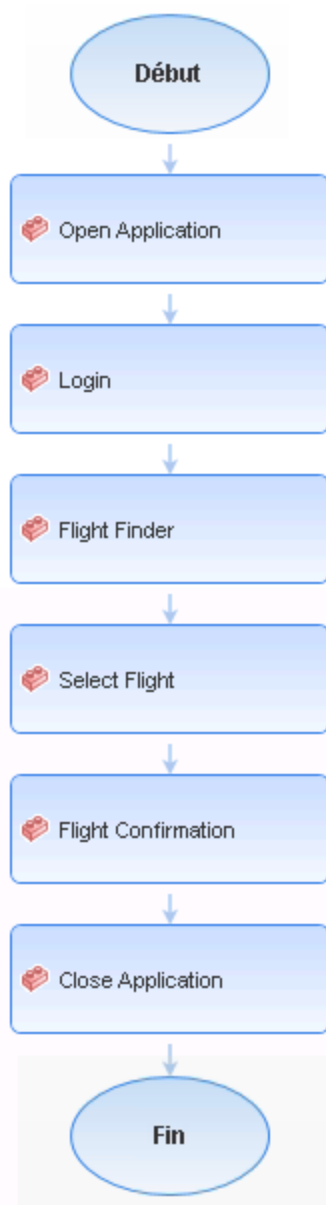 Début
Open Application
Login
Flight Finder
Select Flight
Flight Confirmation
Close Application
Fin